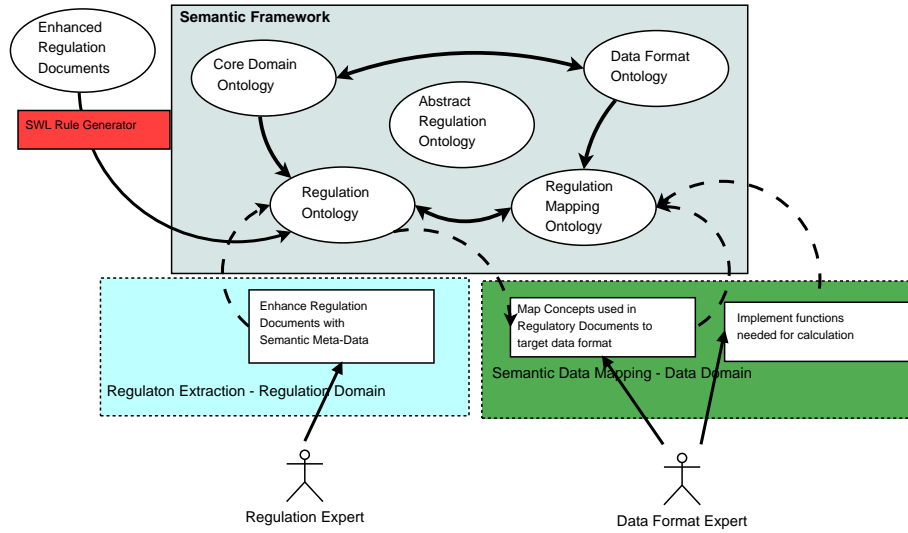 Semantic Framework
Enhanced
Regulation
Documents
Core Domain
Ontology
Data Format
Ontology
Abstract
Regulation
Ontology
SWL Rule Generator
Regulation
Ontology
Regulation
Mapping
Ontology
Enhance Regulation
Documents with
Semantic Meta-Data
Map Concepts used in
Regulatory Documents to
target data format
Implement functions
needed for calculation
Regulaton Extraction - Regulation Domain
Semantic Data Mapping - Data Domain
Regulation Expert
Data Format Expert